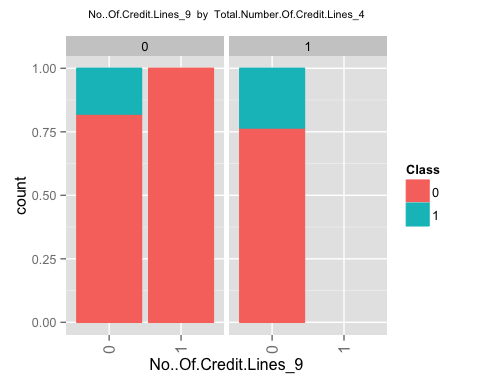 No..Of.Credit.Lines_9 by Total.Number.Of.Credit.Lines_4
0 1
1.00
0.75
0.50
0.25
0.00
count
0 1 0 1
No..Of.Credit.Lines_9
Class
0
1